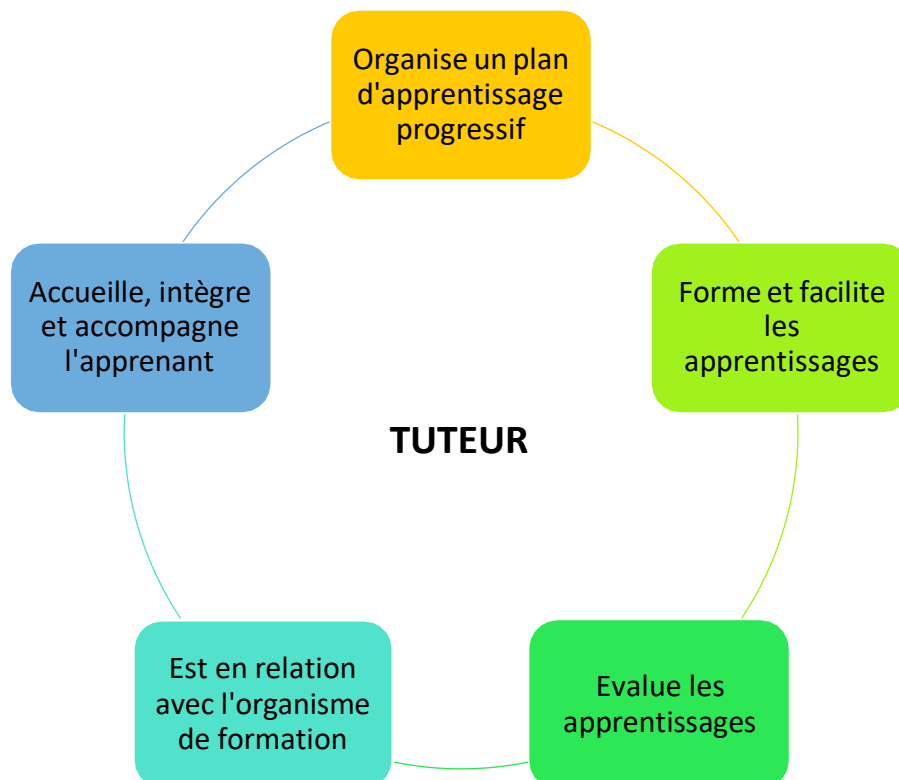 Organise un plan
d'apprentissage
progressif
Accueille, intègre
et accompagne
l'apprenant
Forme et facilite
les
apprentissages
TUTEUR
Est en relation
avec l'organisme
de formation
Evalue les
apprentissages